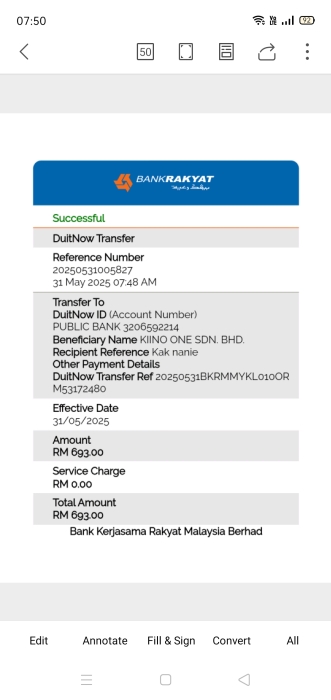 07:50
92
50
BANKRAKYAT
Successful
DuitNow Transfer
Reference Number
20250531005827
31 May 2025 07:48 AM
Transfer To
DuitNow ID (Account Number)
PUBLIC BANK 3206592214
Beneficiary Name KIINO ONE SDN. BHD.
Recipient Reference Kak nanie
Other Payment Details
DuitNow Transfer Ref 20250531BKRMMYKL010OR
M53172480
Effective Date
31/05/2025
Amount
RM 693.00
Service Charge
RM 0.00
Total Amount
RM 693.00
Bank Kerjasama Rakyat Malaysia Berhad
Edit Annotate Fill & Sign Convert All